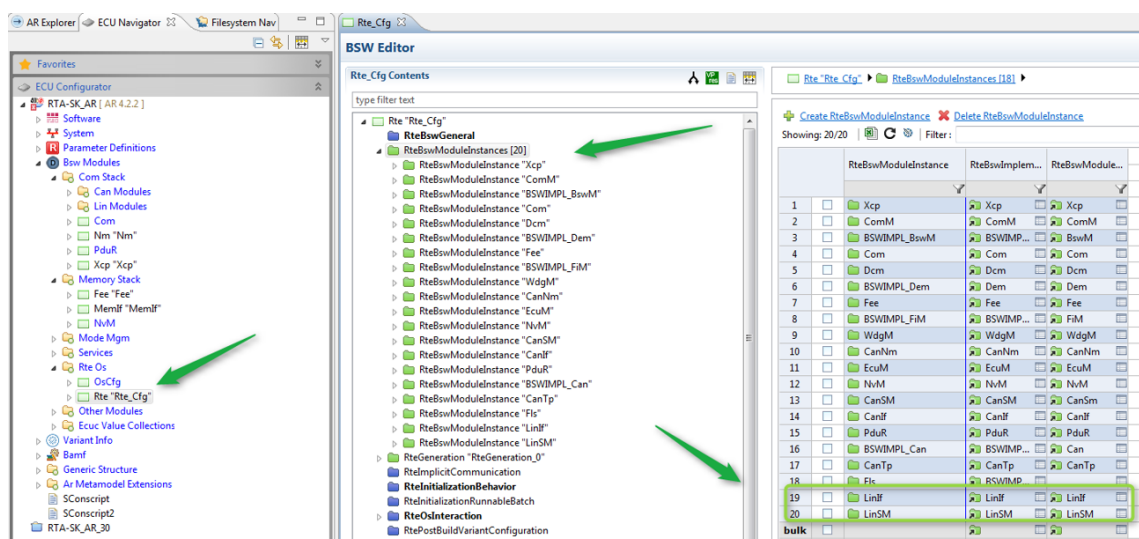 AR Explorer ECU Navigator Filesystem Nav
Favorites
ECU Configurator
RTA-SK_AR [ AR 4.2.2 ]
Software
System
Parameter Definitions
Bsw Modules
Com Stack
Can Modules
Lin Modules
Com
Nm "Nm"
PduR
Xcp "Xcp"
Memory Stack
Fee "Fee"
MemIf "MemIf"
NvM
Mode Mgm
Services
Rte Os
OsCfg
Rte "Rte_Cfg"
Other Modules
Ecuc Value Collections
Variant Info
Bamf
Generic Structure
Ar Metamodel Extensions
SConscript
SConscript2
RTA-SK_AR_30
Rte_Cfg
BSW Editor
Rte_Cfg Contents
type filter text
Rte "Rte_Cfg"
RteBswGeneral
RteBswModuleInstances [20]
RteBswModuleInstance "Xcp"
RteBswModuleInstance "ComM"
RteBswModuleInstance "BSWIMPL_BswM"
RteBswModuleInstance "Com"
RteBswModuleInstance "Dcm"
RteBswModuleInstance "BSWIMPL_Dem"
RteBswModuleInstance "Fee"
RteBswModuleInstance "BSWIMPL_FiM"
RteBswModuleInstance "WdgM"
RteBswModuleInstance "CanNm"
RteBswModuleInstance "EcuM"
RteBswModuleInstance "NvM"
RteBswModuleInstance "CanSM"
RteBswModuleInstance "CanIf"
RteBswModuleInstance "PduR"
RteBswModuleInstance "BSWIMPL_Can"
RteBswModuleInstance "CanTp"
RteBswModuleInstance "Fls"
RteBswModuleInstance "LinIf"
RteBswModuleInstance "LinSM"
RteGeneration "RteGeneration_0"
RteImplicitCommunication
RteInitializationBehavior
RteInitializationRunnableBatch
RteOsInteraction
RtePostBuildVariantConfiguration
Rte "Rte_Cfg" RteBswModuleInstances [18]
Create RteBswModuleInstance Delete RteBswModuleInstance
Showing: 20/20 Filter :
RteBswModuleInstance RteBswImplem... RteBswModule...
1 Xcp Xcp Xcp
2 ComM ComM ComM
3 BSWIMPL_BswM BSWIMP... BswM
4 Com Com Com
5 Dcm Dcm Dcm
6 BSWIMPL_Dem Dem Dem
7 Fee Fee Fee
8 BSWIMPL_FiM BSWIMP... FiM
9 WdgM WdgM WdgM
10 CanNm CanNm CanNm
11 EcuM EcuM EcuM
12 NvM NvM NvM
13 CanSM CanSM CanSm
14 CanIf CanIf CanIf
15 PduR PduR PduR
16 BSWIMPL_Can BSWIMP... Can
17 CanTp CanTp CanTp
18 Fls BSWIMP...
19 LinIf LinIf LinIf
20 LinSM LinSM LinSM
bulk